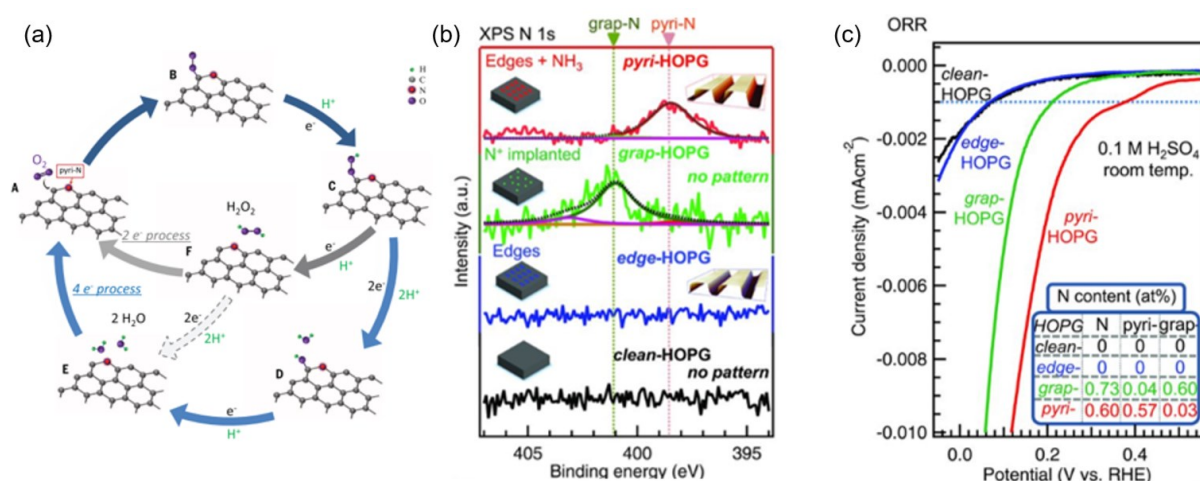 (a)
B
H
C
N
O
H⁺
e⁻
O₂
pyri-N
A
C
H₂O₂
2 e⁻ process
F
e⁻
H⁺
4 e⁻ process
2e⁻
2H⁺
2e⁻
2H⁺
2 H₂O
E
D
e⁻
H⁺
(b)
grap-N
pyri-N
XPS N 1s
Edges + NH₃
pyri-HOPG
N⁺ implanted
grap-HOPG
no pattern
Edges
edge-HOPG
clean-HOPG
no pattern
Intensity (a.u.)
405
400
395
Binding energy (eV)
(c)
ORR
0.000
-0.002
-0.004
-0.006
-0.008
-0.010
Current density (mAcm⁻²)
clean-
HOPG
edge-
HOPG
grap-
HOPG
pyri-
HOPG
0.1 M H₂SO₄
room temp.
N content (at%)
HOPG N pyri- grap-
clean- 0 0 0
edge- 0 0 0
grap- 0.73 0.04 0.60
pyri- 0.60 0.57 0.03
0.0
0.2
0.4
Potential (V vs. RHE)